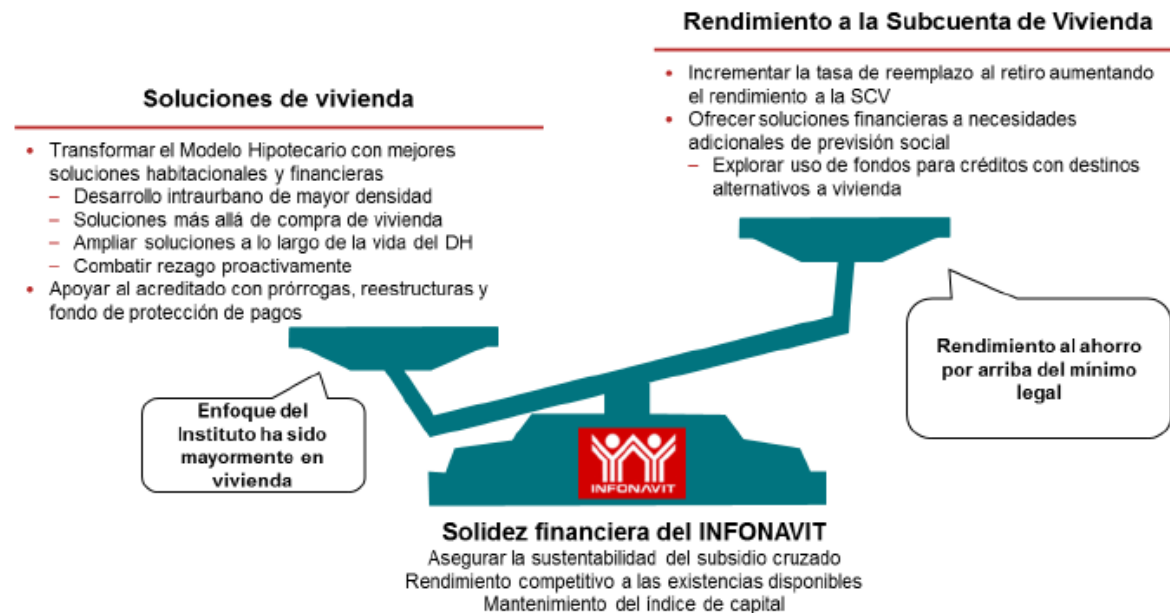 Soluciones de vivienda
• Transformar el Modelo Hipotecario con mejores
soluciones habitacionales y financieras
– Desarrollo intraurbano de mayor densidad
– Soluciones más allá de compra de vivienda
– Ampliar soluciones a lo largo de la vida del DH
– Combatir rezago proactivamente
• Apoyar al acreditado con prórrogas, reestructuras y
fondo de protección de pagos
Enfoque del
Instituto ha sido
mayormente en
vivienda
Rendimiento a la Subcuenta de Vivienda
• Incrementar la tasa de reemplazo al retiro aumentando
el rendimiento a la SCV
• Ofrecer soluciones financieras a necesidades
adicionales de previsión social
– Explorar uso de fondos para créditos con destinos
alternativos a vivienda
Rendimiento al ahorro
por arriba del mínimo
legal
INFONAVIT
Solidez financiera del INFONAVIT
Asegurar la sustentabilidad del subsidio cruzado
Rendimiento competitivo a las existencias disponibles
Mantenimiento del índice de capital